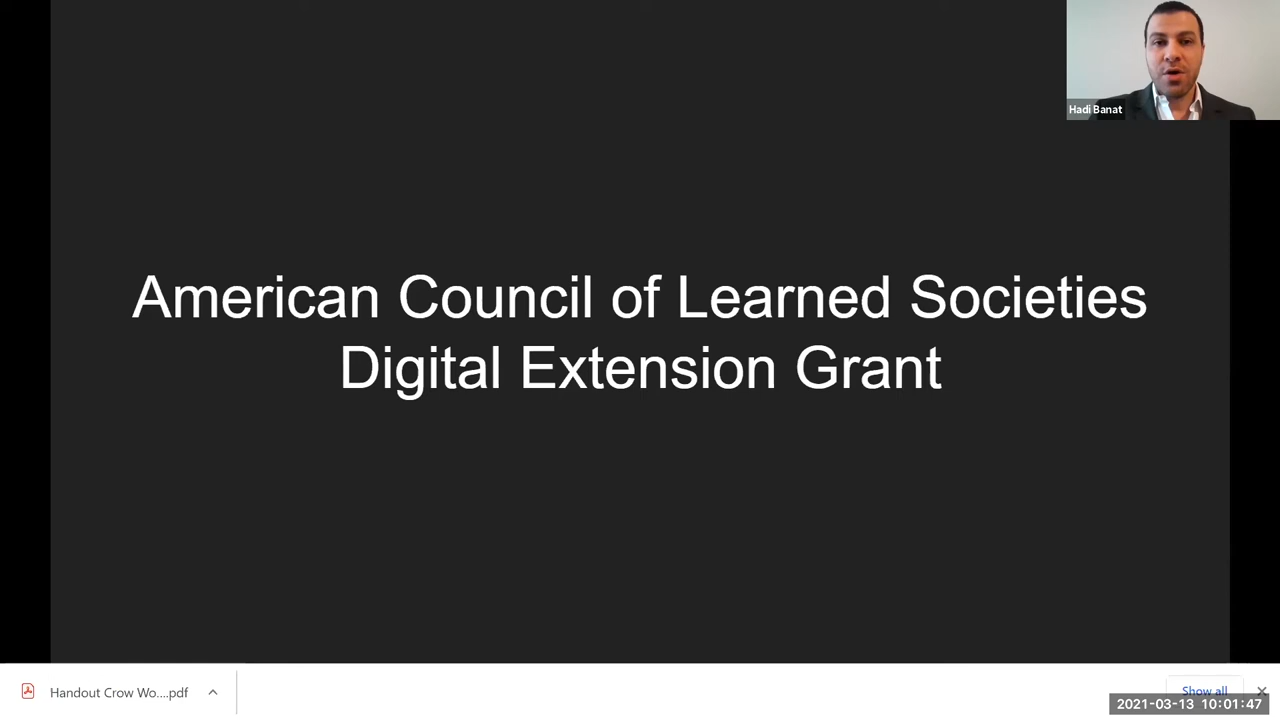 Hadi Banat
American Council of Learned Societies
Digital Extension Grant
Handout Crow Wo....pdf
Show all
2021-03-13 10:01:47